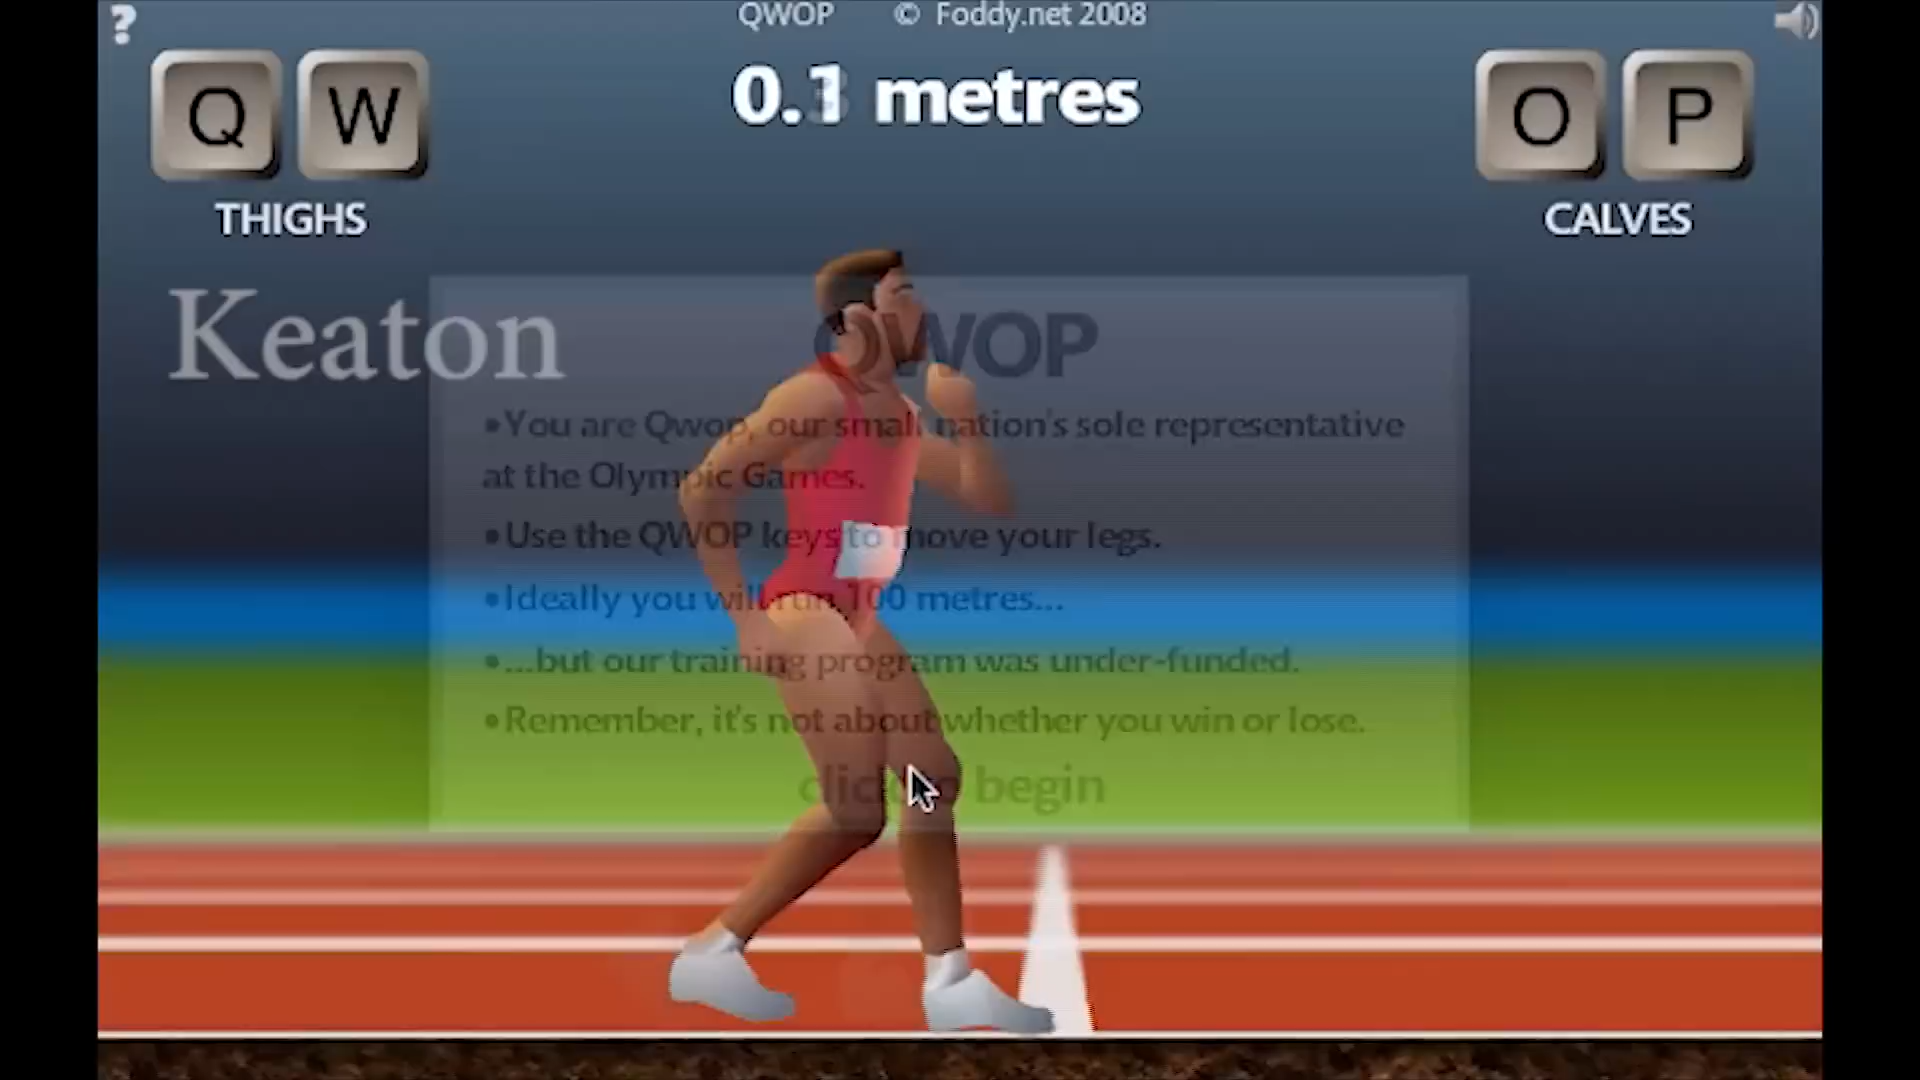 ?
QWOP © Foddy.net 2008
0.1 metres
Q W
O P
THIGHS
CALVES
Keaton
QWOP
•You are Qwop, our small nation's sole representative
at the Olympic Games.
•Use the QWOP keys to move your legs.
•Ideally you will run 100 metres...
•...but our training program was under-funded.
•Remember, it's not about whether you win or lose.
click to begin